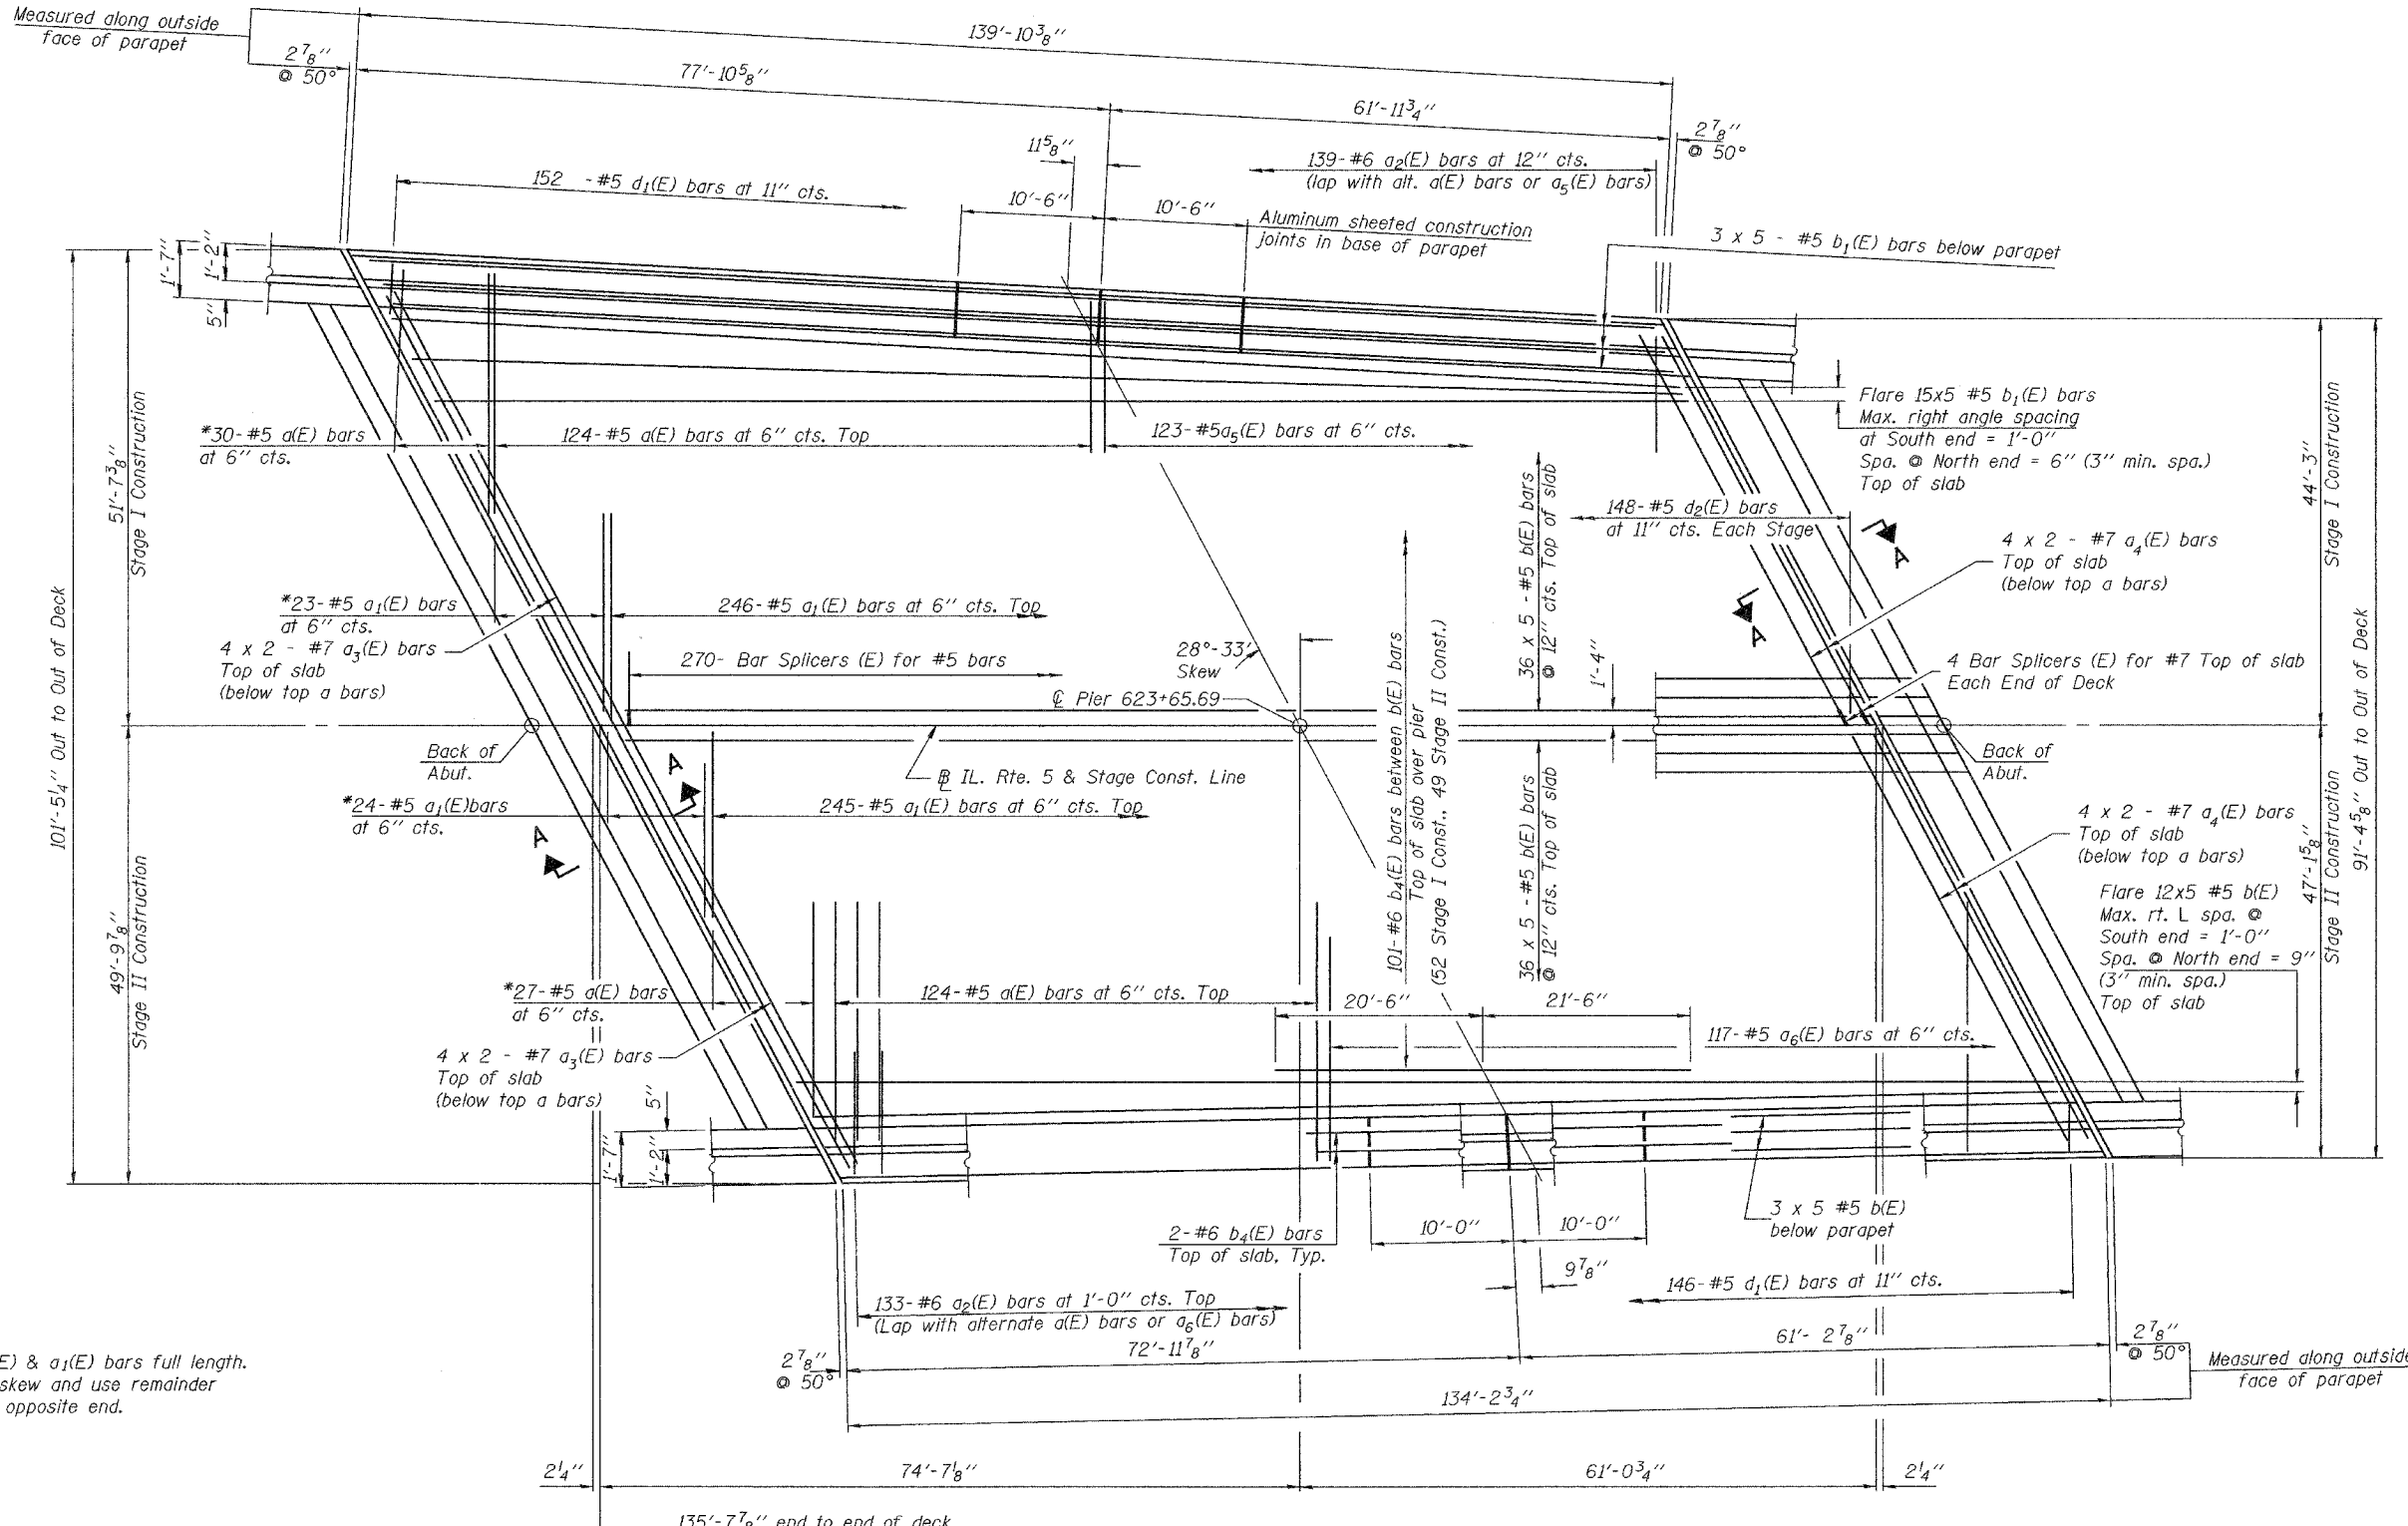 Measured along outside
face of parapet
2 7/8"
@ 50°
139'-10 3/8"
77'-10 5/8"
61'-11 3/4"
2 7/8"
@ 50°
11 5/8"
139-#6 a2(E) bars at 12" cts.
(lap with alt. a(E) bars or a5(E) bars)
152 -#5 d1(E) bars at 11" cts.
10'-6"
10'-6"
Aluminum sheeted construction
joints in base of parapet
3 x 5 - #5 b1(E) bars below parapet
1'-7"
1'-2"
5"
*30-#5 a(E) bars
at 6" cts.
124-#5 a(E) bars at 6" cts. Top
123-#5a5(E) bars at 6" cts.
Flare 15x5 #5 b1(E) bars
Max. right angle spacing
at South end = 1'-0"
Spa. @ North end = 6" (3" min. spa.)
Top of slab
51'-7 3/8"
Stage I Construction
44'-3"
Stage I Construction
36 x 5 - #5 b(E) bars
@ 12" cts. Top of slab
148-#5 d2(E) bars
at 11" cts. Each Stage
A
A
4 x 2 - #7 a4(E) bars
Top of slab
(below top a bars)
*23-#5 a1(E) bars
at 6" cts.
246-#5 a1(E) bars at 6" cts. Top
4 x 2 - #7 a3(E) bars
Top of slab
(below top a bars)
270- Bar Splicers (E) for #5 bars
28°-33'
Skew
℄ Pier 623+65.69
1'-4"
4 Bar Splicers (E) for #7 Top of slab
Each End of Deck
101'-5 1/4" Out to Out of Deck
91'-4 5/8" Out to Out of Deck
101-#6 b4(E) bars between b(E) bars
Top of slab over pier
(52 Stage I Const., 49 Stage II Const.)
Back of
Abut.
Back of
Abut.
A
A
℄ IL. Rte. 5 & Stage Const. Line
*24-#5 a1(E)bars
at 6" cts.
245-#5 a1(E) bars at 6" cts. Top
36 x 5 - #5 b(E) bars
@ 12" cts. Top of slab
4 x 2 - #7 a4(E) bars
Top of slab
(below top a bars)
49'-9 7/8"
Stage II Construction
47'-1 5/8"
Stage II Construction
Flare 12x5 #5 b(E)
Max. rt. L spa. @
South end = 1'-0"
Spa. @ North end = 9"
(3" min. spa.)
Top of slab
*27-#5 a(E) bars
at 6" cts.
124-#5 a(E) bars at 6" cts. Top
20'-6"
21'-6"
117-#5 a6(E) bars at 6" cts.
4 x 2 - #7 a3(E) bars
Top of slab
(below top a bars)
5"
1'-7"
1'-2"
2-#6 b4(E) bars
Top of slab, Typ.
10'-0"
10'-0"
9 7/8"
3 x 5 #5 b(E)
below parapet
146-#5 d1(E) bars at 11" cts.
133-#6 a2(E) bars at 1'-0" cts. Top
(Lap with alternate a(E) bars or a6(E) bars)
2 7/8"
@ 50°
72'-11 7/8"
61'- 2 7/8"
2 7/8"
@ 50°
Measured along outside
face of parapet
134'-2 3/4"
E) & a1(E) bars full length.
skew and use remainder
opposite end.
2 1/4"
74'-7 1/8"
61'-0 3/4"
2 1/4"
135'-7 7/8" end to end of deck